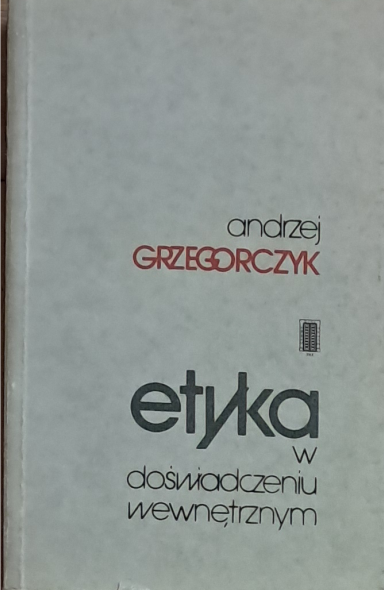 andrzej
GRZEGORCZYK
etyka
w
doświadczeniu
wewnętrznym